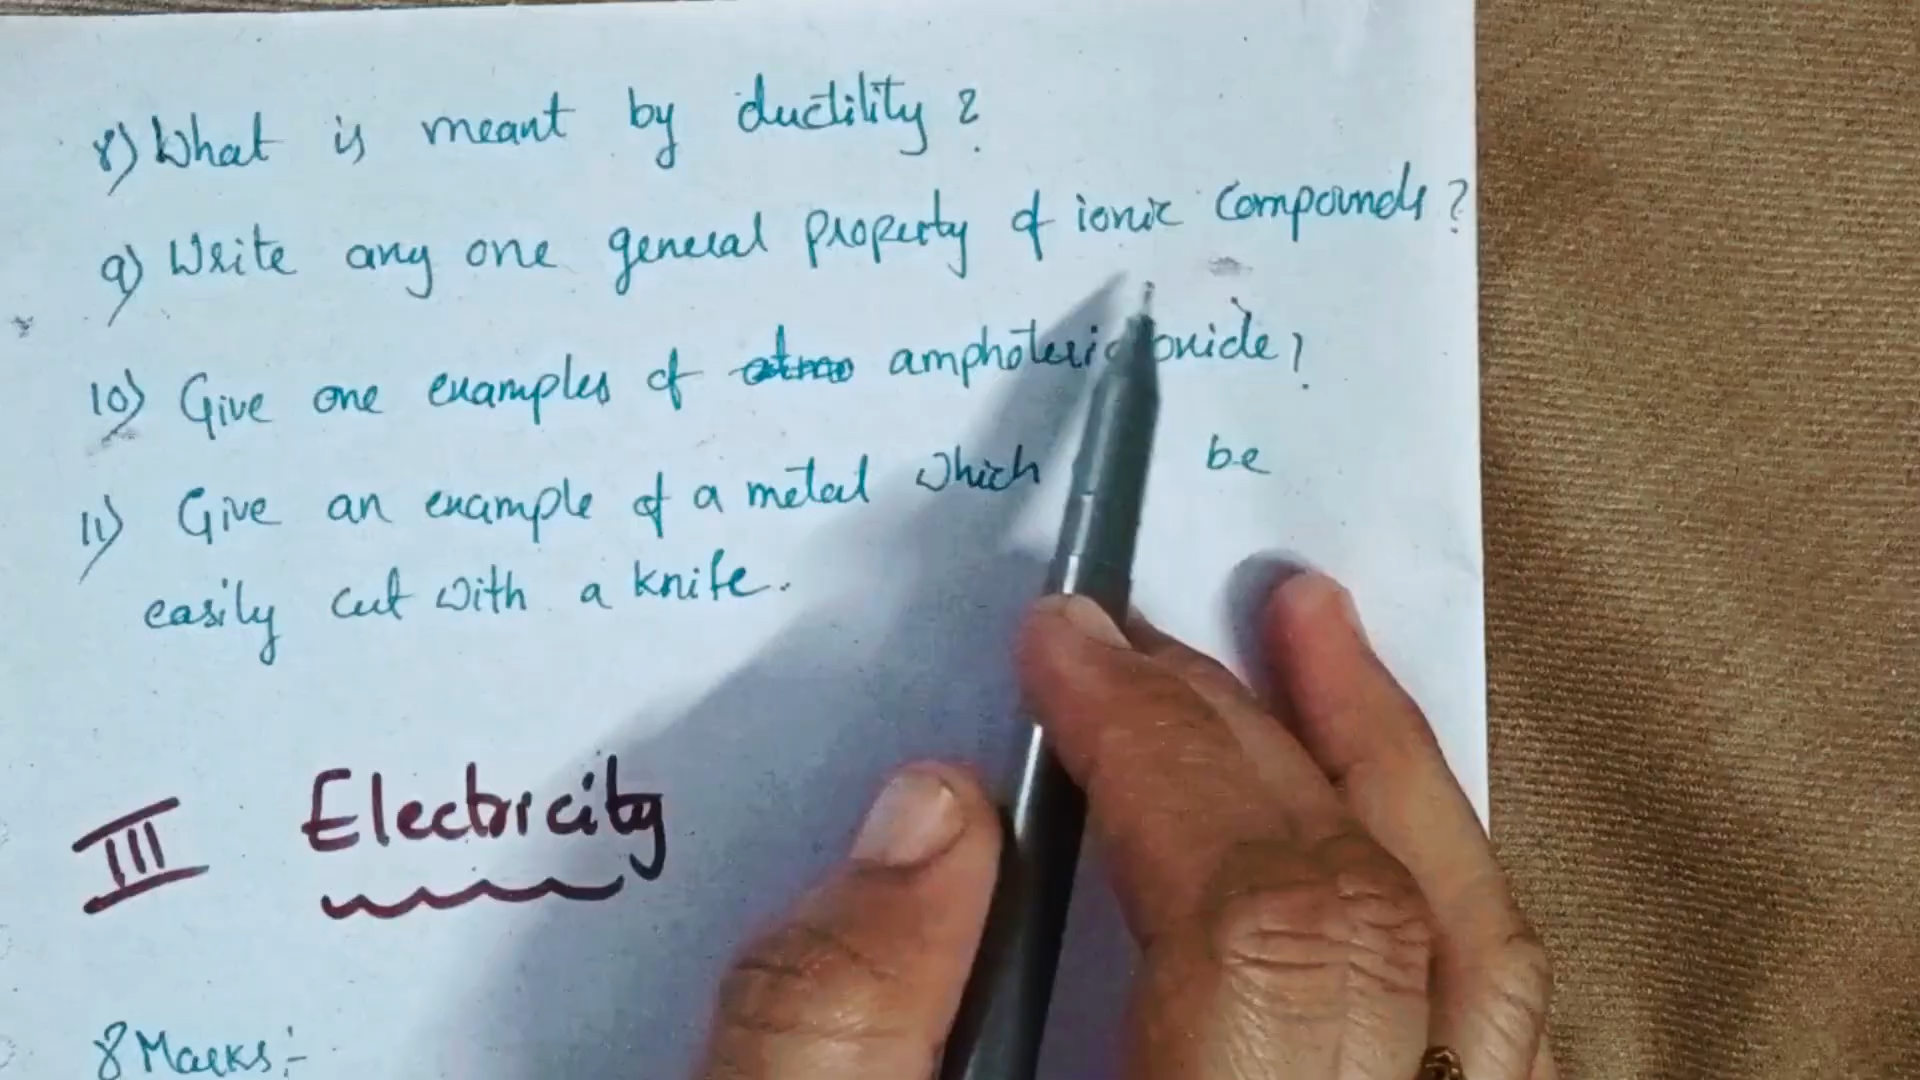 8) What is meant by ductility?
9) Write any one general property of ionic compounds?
10) Give one examples of amphoteric oxide?
11) Give an example of a metal which be
easily cut with a knife.
III Electricity
8 Marks:-